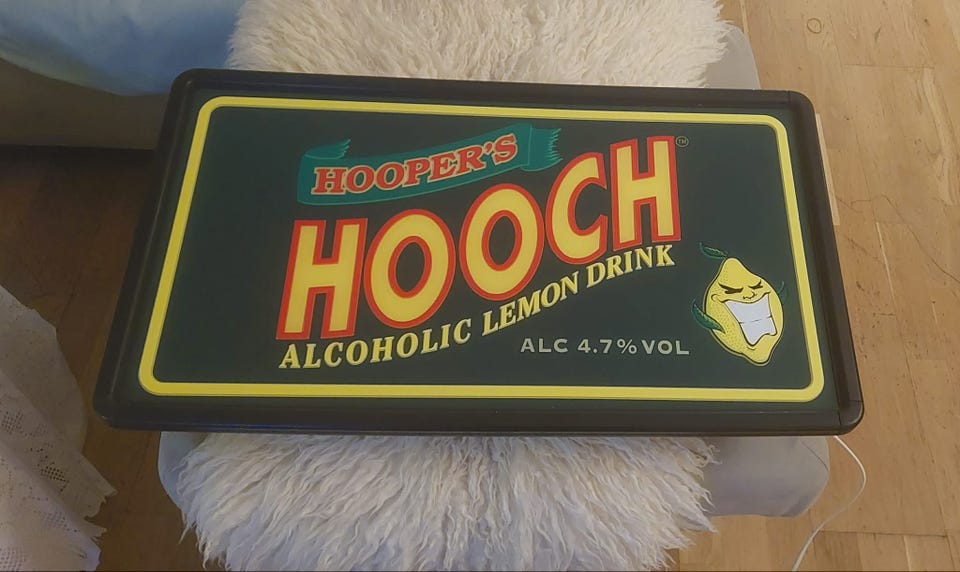 HOOPER'S
HOOCH™
ALCOHOLIC LEMON DRINK
ALC 4.7% VOL